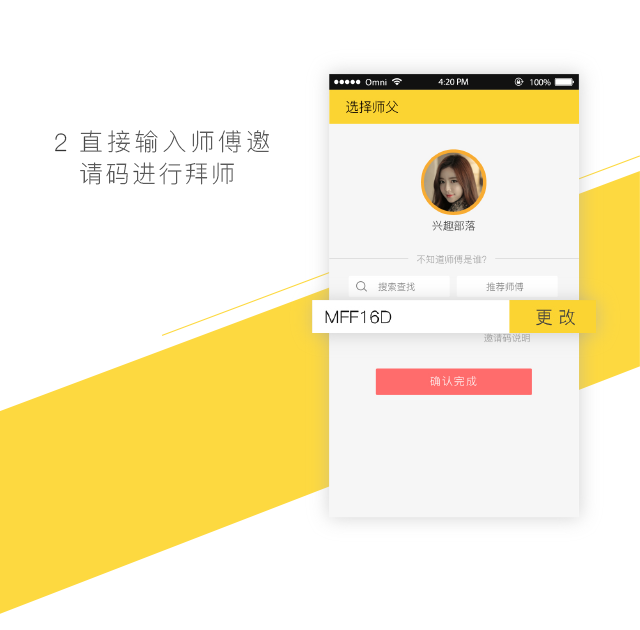 2 直接输入师傅邀
请码进行拜师
Omni 4:20 PM 100%
选择师父
兴趣部落
不知道师傅是谁?
搜索查找 推荐师傅
MFF16D 更改
邀请码说明
确认完成